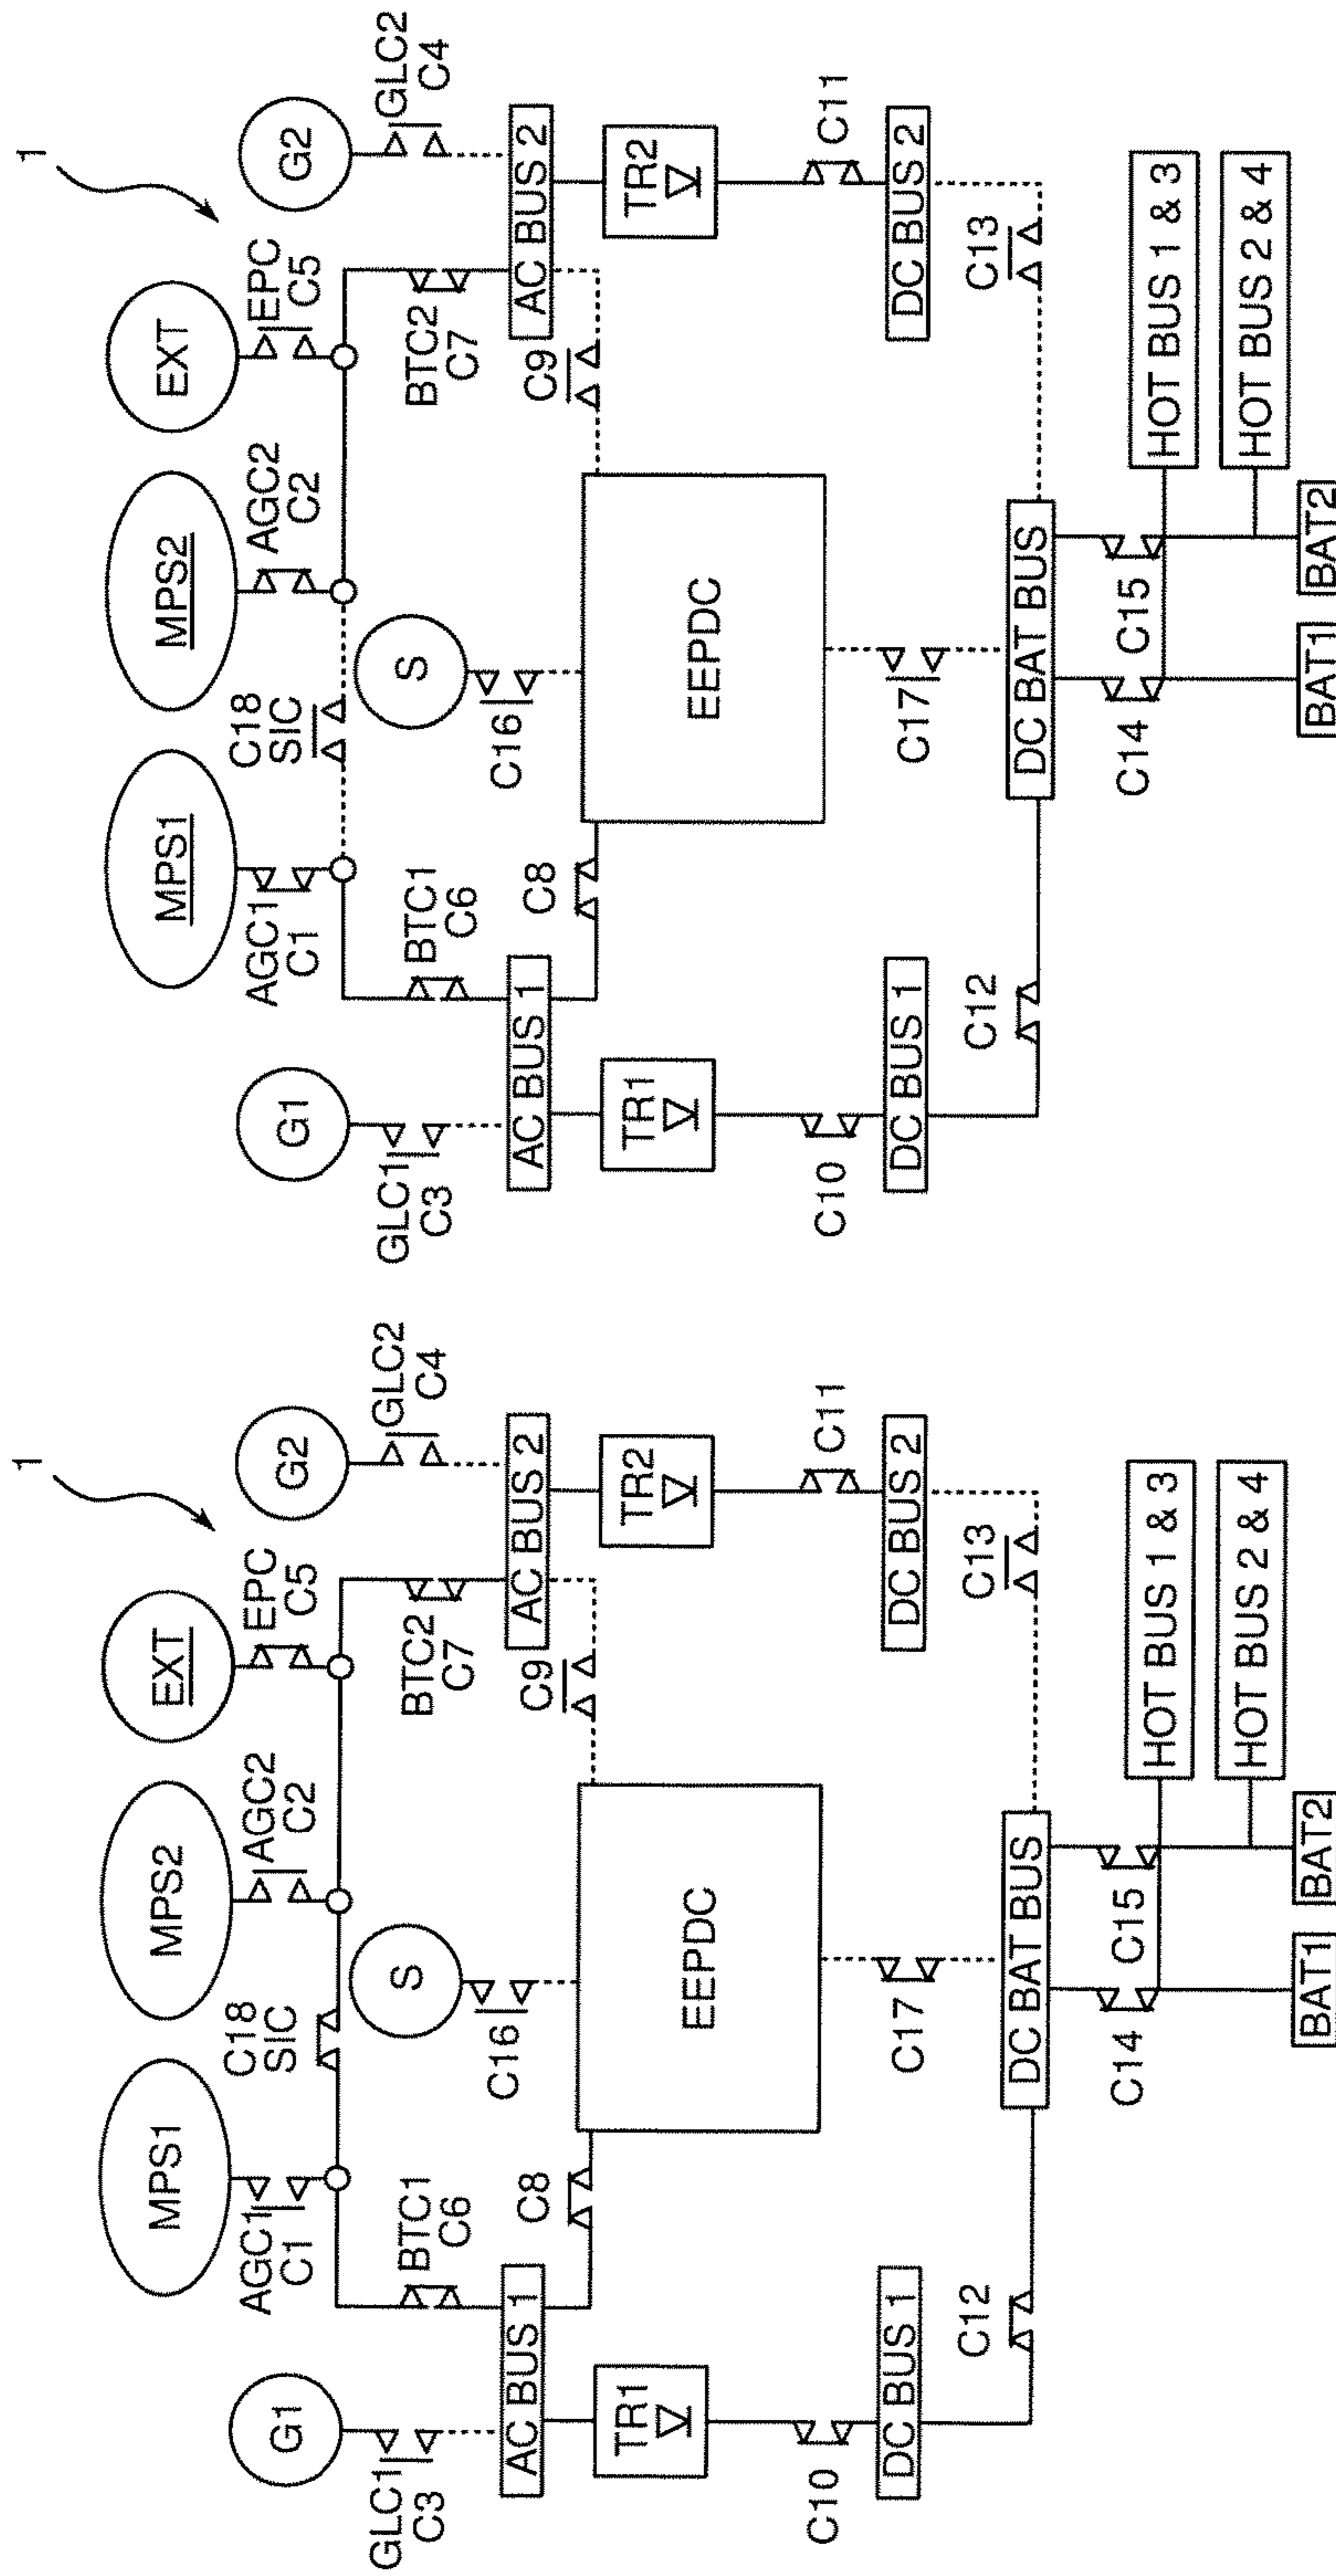 1
MPS1
MPS2
EXT
G1
G2
AGC1
C1
C18
SIC
AGC2
C2
EPC
C5
GLC1
C3
GLC2
C4
BTC1
C6
BTC2
C7
S
C16
AC BUS 1
C8
C9
AC BUS 2
TR1
EEPDC
TR2
C10
C17
C11
DC BUS 1
DC BUS 2
C12
C13
DC BAT BUS
C14
C15
HOT BUS 1 & 3
HOT BUS 2 & 4
BAT1
BAT2
1
MPS1
MPS2
EXT
G1
G2
AGC1
C1
C18
SIC
AGC2
C2
EPC
C5
GLC1
C3
GLC2
C4
BTC1
C6
BTC2
C7
S
C16
AC BUS 1
C8
C9
AC BUS 2
TR1
EEPDC
TR2
C10
C17
C11
DC BUS 1
DC BUS 2
C12
C13
DC BAT BUS
C14
C15
HOT BUS 1 & 3
HOT BUS 2 & 4
BAT1
BAT2